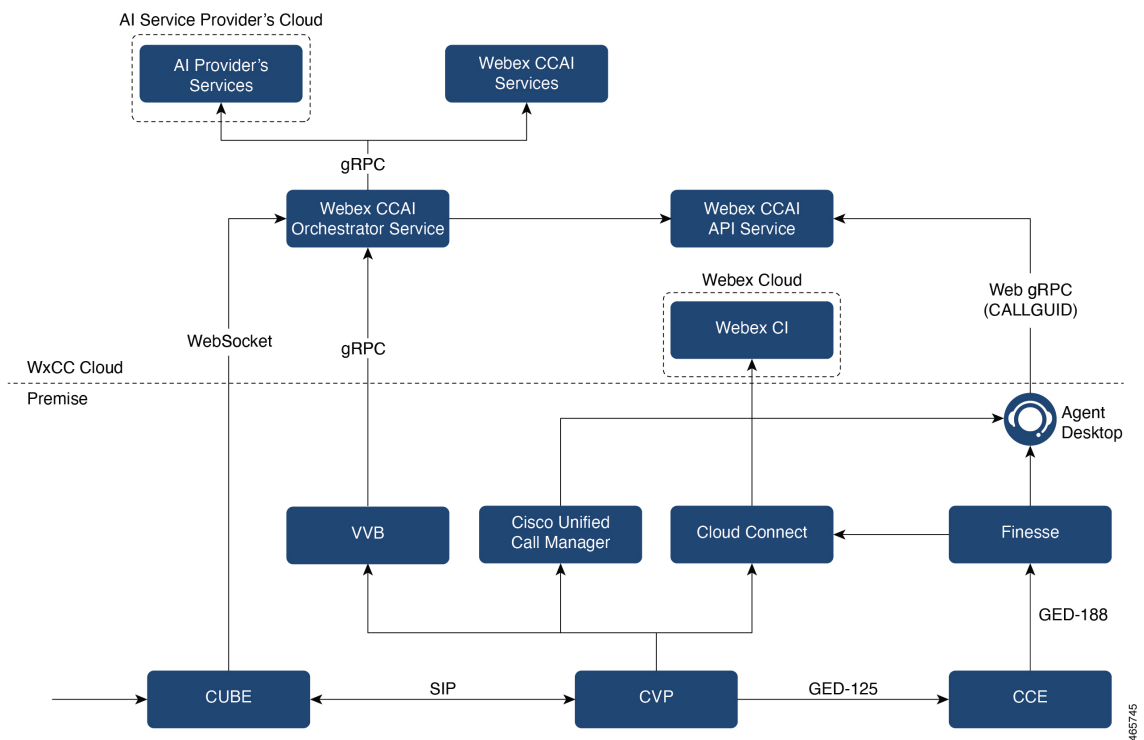 AI Service Provider's Cloud
AI Provider's
Services
Webex CCAI
Services
gRPC
Webex CCAI
Orchestrator Service
Webex CCAI
API Service
Webex Cloud
Webex CI
Web gRPC
(CALLGUID)
WebSocket
gRPC
WxCC Cloud
Premise
Agent
Desktop
VVB
Cisco Unified
Call Manager
Cloud Connect
Finesse
GED-188
CUBE
SIP
CVP
GED-125
CCE
465745